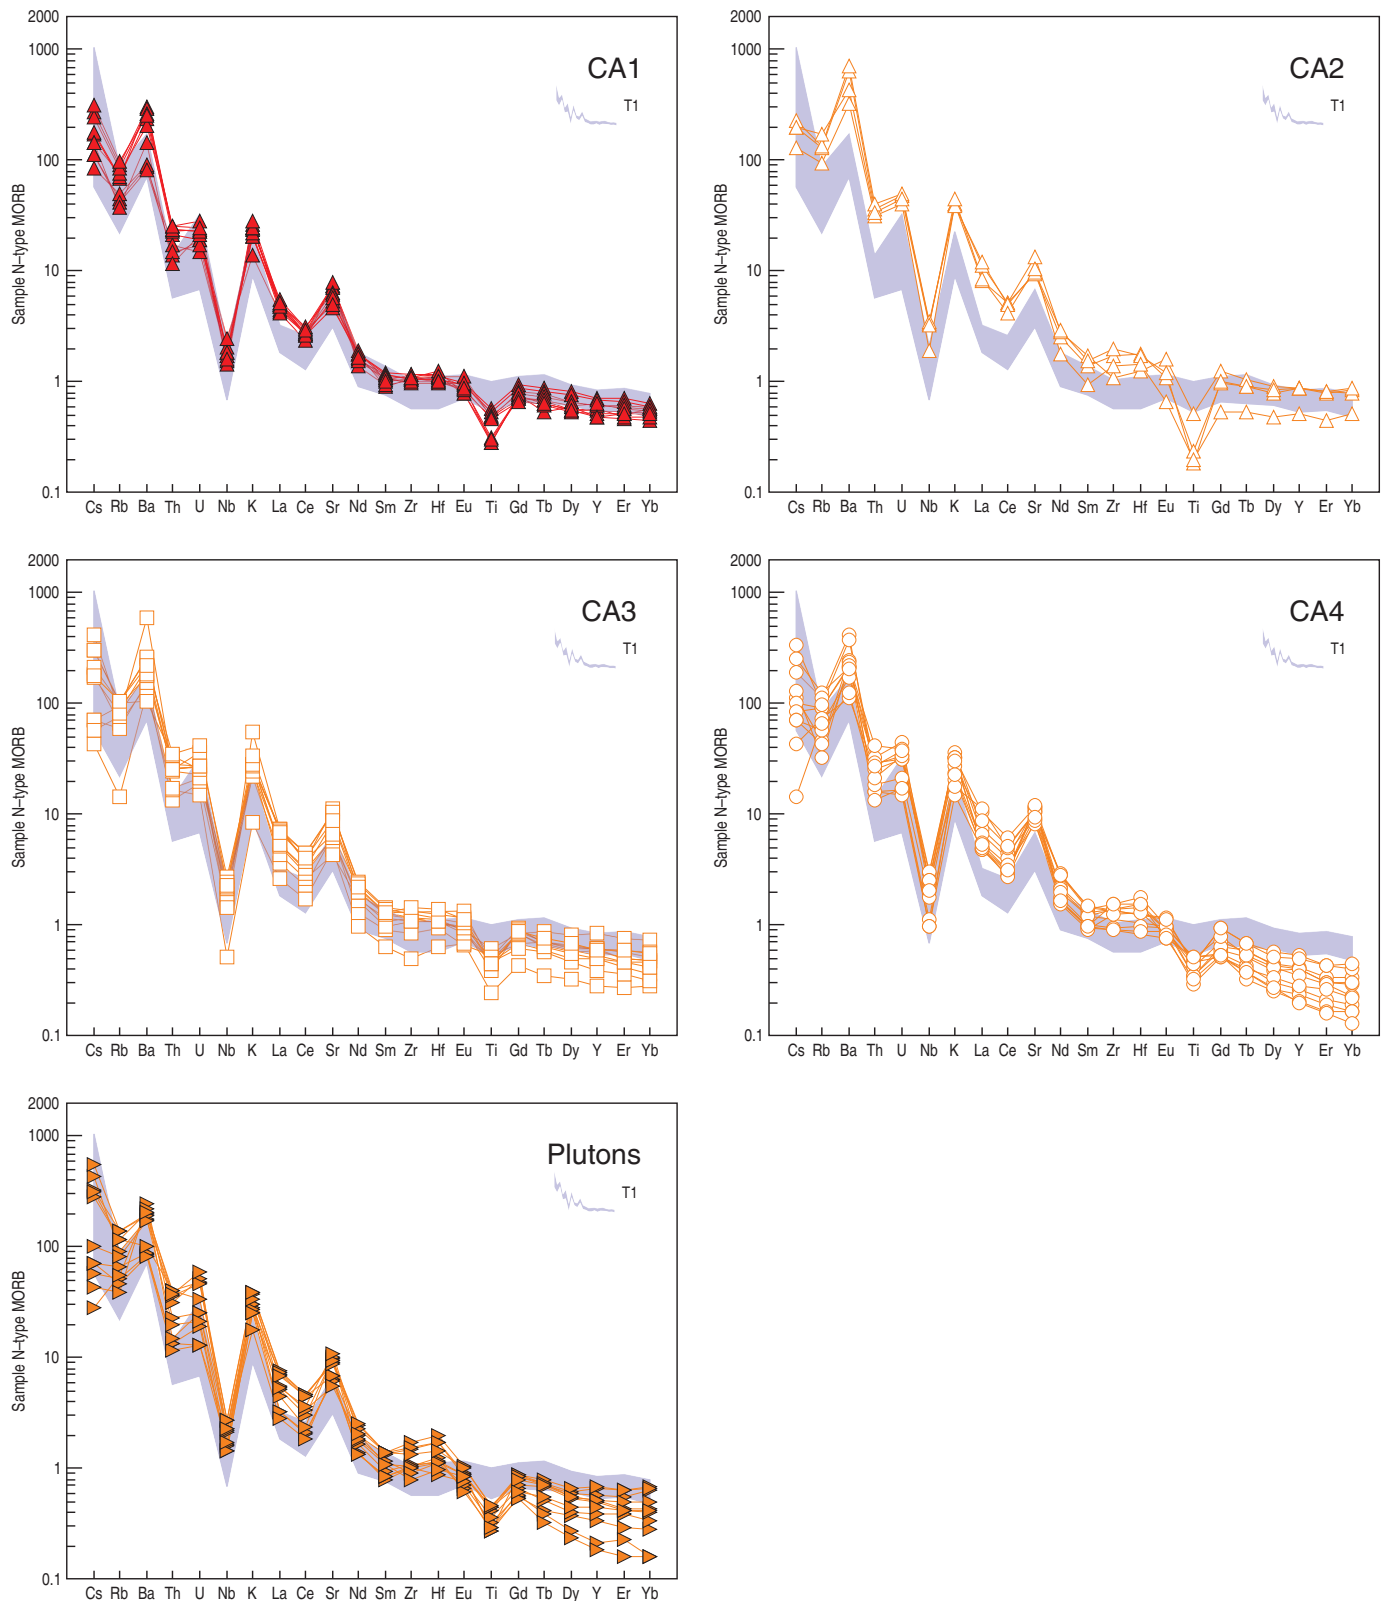 2000
1000
100
10
1
0.1
Sample N–type MORB
CA1
T1
Cs Rb Ba Th U Nb K La Ce Sr Nd Sm Zr Hf Eu Ti Gd Tb Dy Y Er Yb
2000
1000
100
10
1
0.1
Sample N–type MORB
CA2
T1
Cs Rb Ba Th U Nb K La Ce Sr Nd Sm Zr Hf Eu Ti Gd Tb Dy Y Er Yb
2000
1000
100
10
1
0.1
Sample N–type MORB
CA3
T1
Cs Rb Ba Th U Nb K La Ce Sr Nd Sm Zr Hf Eu Ti Gd Tb Dy Y Er Yb
2000
1000
100
10
1
0.1
Sample N–type MORB
CA4
T1
Cs Rb Ba Th U Nb K La Ce Sr Nd Sm Zr Hf Eu Ti Gd Tb Dy Y Er Yb
2000
1000
100
10
1
0.1
Sample N–type MORB
Plutons
T1
Cs Rb Ba Th U Nb K La Ce Sr Nd Sm Zr Hf Eu Ti Gd Tb Dy Y Er Yb